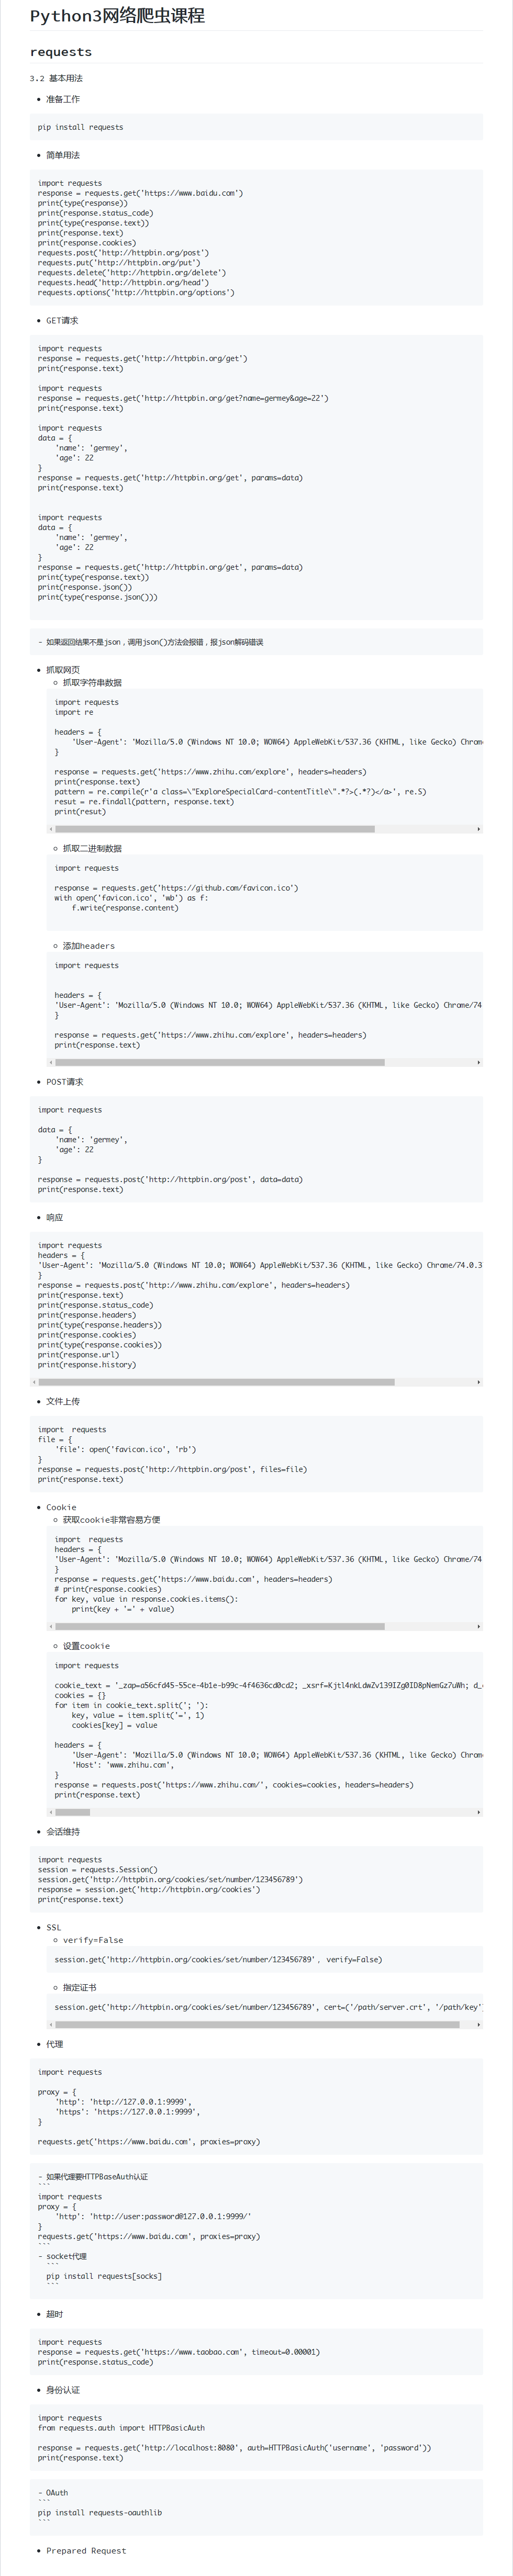 Python3网络爬虫课程
requests
3.2 基本用法
准备工作
pip install requests
简单用法
import requests
response = requests.get('https://www.baidu.com')
print(type(response))
print(response.status_code)
print(type(response.text))
print(response.text)
print(response.cookies)
requests.post('http://httpbin.org/post')
requests.put('http://httpbin.org/put')
requests.delete('http://httpbin.org/delete')
requests.head('http://httpbin.org/head')
requests.options('http://httpbin.org/options')
GET请求
import requests
response = requests.get('http://httpbin.org/get')
print(response.text)
import requests
response = requests.get('http://httpbin.org/get?name=germey&age=22')
print(response.text)
import requests
data = {
    'name': 'germey',
    'age': 22
}
response = requests.get('http://httpbin.org/get', params=data)
print(response.text)
import requests
data = {
    'name': 'germey',
    'age': 22
}
response = requests.get('http://httpbin.org/get', params=data)
print(type(response.text))
print(response.json())
print(type(response.json()))
- 如果返回结果不是json，调用json()方法会报错，报json解码错误
抓取网页
抓取字符串数据
import requests
import re
headers = {
    'User-Agent': 'Mozilla/5.0 (Windows NT 10.0; WOW64) AppleWebKit/537.36 (KHTML, like Gecko) Chrome
}
response = requests.get('https://www.zhihu.com/explore', headers=headers)
print(response.text)
pattern = re.compile(r'a class=\"ExploreSpecialCard-contentTitle\".*?>(.*?)</a>', re.S)
resut = re.findall(pattern, response.text)
print(resut)
抓取二进制数据
import requests
response = requests.get('https://github.com/favicon.ico')
with open('favicon.ico', 'wb') as f:
    f.write(response.content)
添加headers
import requests
headers = {
'User-Agent': 'Mozilla/5.0 (Windows NT 10.0; WOW64) AppleWebKit/537.36 (KHTML, like Gecko) Chrome/74
}
response = requests.get('https://www.zhihu.com/explore', headers=headers)
print(response.text)
POST请求
import requests
data = {
    'name': 'germey',
    'age': 22
}
response = requests.post('http://httpbin.org/post', data=data)
print(response.text)
响应
import requests
headers = {
'User-Agent': 'Mozilla/5.0 (Windows NT 10.0; WOW64) AppleWebKit/537.36 (KHTML, like Gecko) Chrome/74.0.3
}
response = requests.post('http://www.zhihu.com/explore', headers=headers)
print(response.text)
print(response.status_code)
print(response.headers)
print(type(response.headers))
print(response.cookies)
print(type(response.cookies))
print(response.url)
print(response.history)
文件上传
import  requests
file = {
    'file': open('favicon.ico', 'rb')
}
response = requests.post('http://httpbin.org/post', files=file)
print(response.text)
Cookie
获取cookie非常容易方便
import  requests
headers = {
'User-Agent': 'Mozilla/5.0 (Windows NT 10.0; WOW64) AppleWebKit/537.36 (KHTML, like Gecko) Chrome/74
}
response = requests.get('https://www.baidu.com', headers=headers)
# print(response.cookies)
for key, value in response.cookies.items():
    print(key + '=' + value)
设置cookie
import requests
cookie_text = '_zap=a56cfd45-55ce-4b1e-b99c-4f4636cd0cd2; _xsrf=Kjtl4nkLdwZv139IZg0ID8pNemGz7uWh; d_
cookies = {}
for item in cookie_text.split('; '):
    key, value = item.split('=', 1)
    cookies[key] = value
headers = {
    'User-Agent': 'Mozilla/5.0 (Windows NT 10.0; WOW64) AppleWebKit/537.36 (KHTML, like Gecko) Chrome
    'Host': 'www.zhihu.com',
}
response = requests.post('https://www.zhihu.com/', cookies=cookies, headers=headers)
print(response.text)
会话维持
import requests
session = requests.Session()
session.get('http://httpbin.org/cookies/set/number/123456789')
response = session.get('http://httpbin.org/cookies')
print(response.text)
SSL
verify=False
session.get('http://httpbin.org/cookies/set/number/123456789', verify=False)
指定证书
session.get('http://httpbin.org/cookies/set/number/123456789', cert=('/path/server.crt', '/path/key')
代理
import requests
proxy = {
    'http': 'http://127.0.0.1:9999',
    'https': 'https://127.0.0.1:9999',
}
requests.get('https://www.baidu.com', proxies=proxy)
- 如果代理要HTTPBaseAuth认证
```
import requests
proxy = {
    'http': 'http://user:password@127.0.0.1:9999/'
}
requests.get('https://www.baidu.com', proxies=proxy)
```
- socket代理
  ```
  pip install requests[socks]
  ```
超时
import requests
response = requests.get('https://www.taobao.com', timeout=0.00001)
print(response.status_code)
身份认证
import requests
from requests.auth import HTTPBasicAuth
response = requests.get('http://localhost:8080', auth=HTTPBasicAuth('username', 'password'))
print(response.text)
- OAuth
```
pip install requests-oauthlib
```
Prepared Request